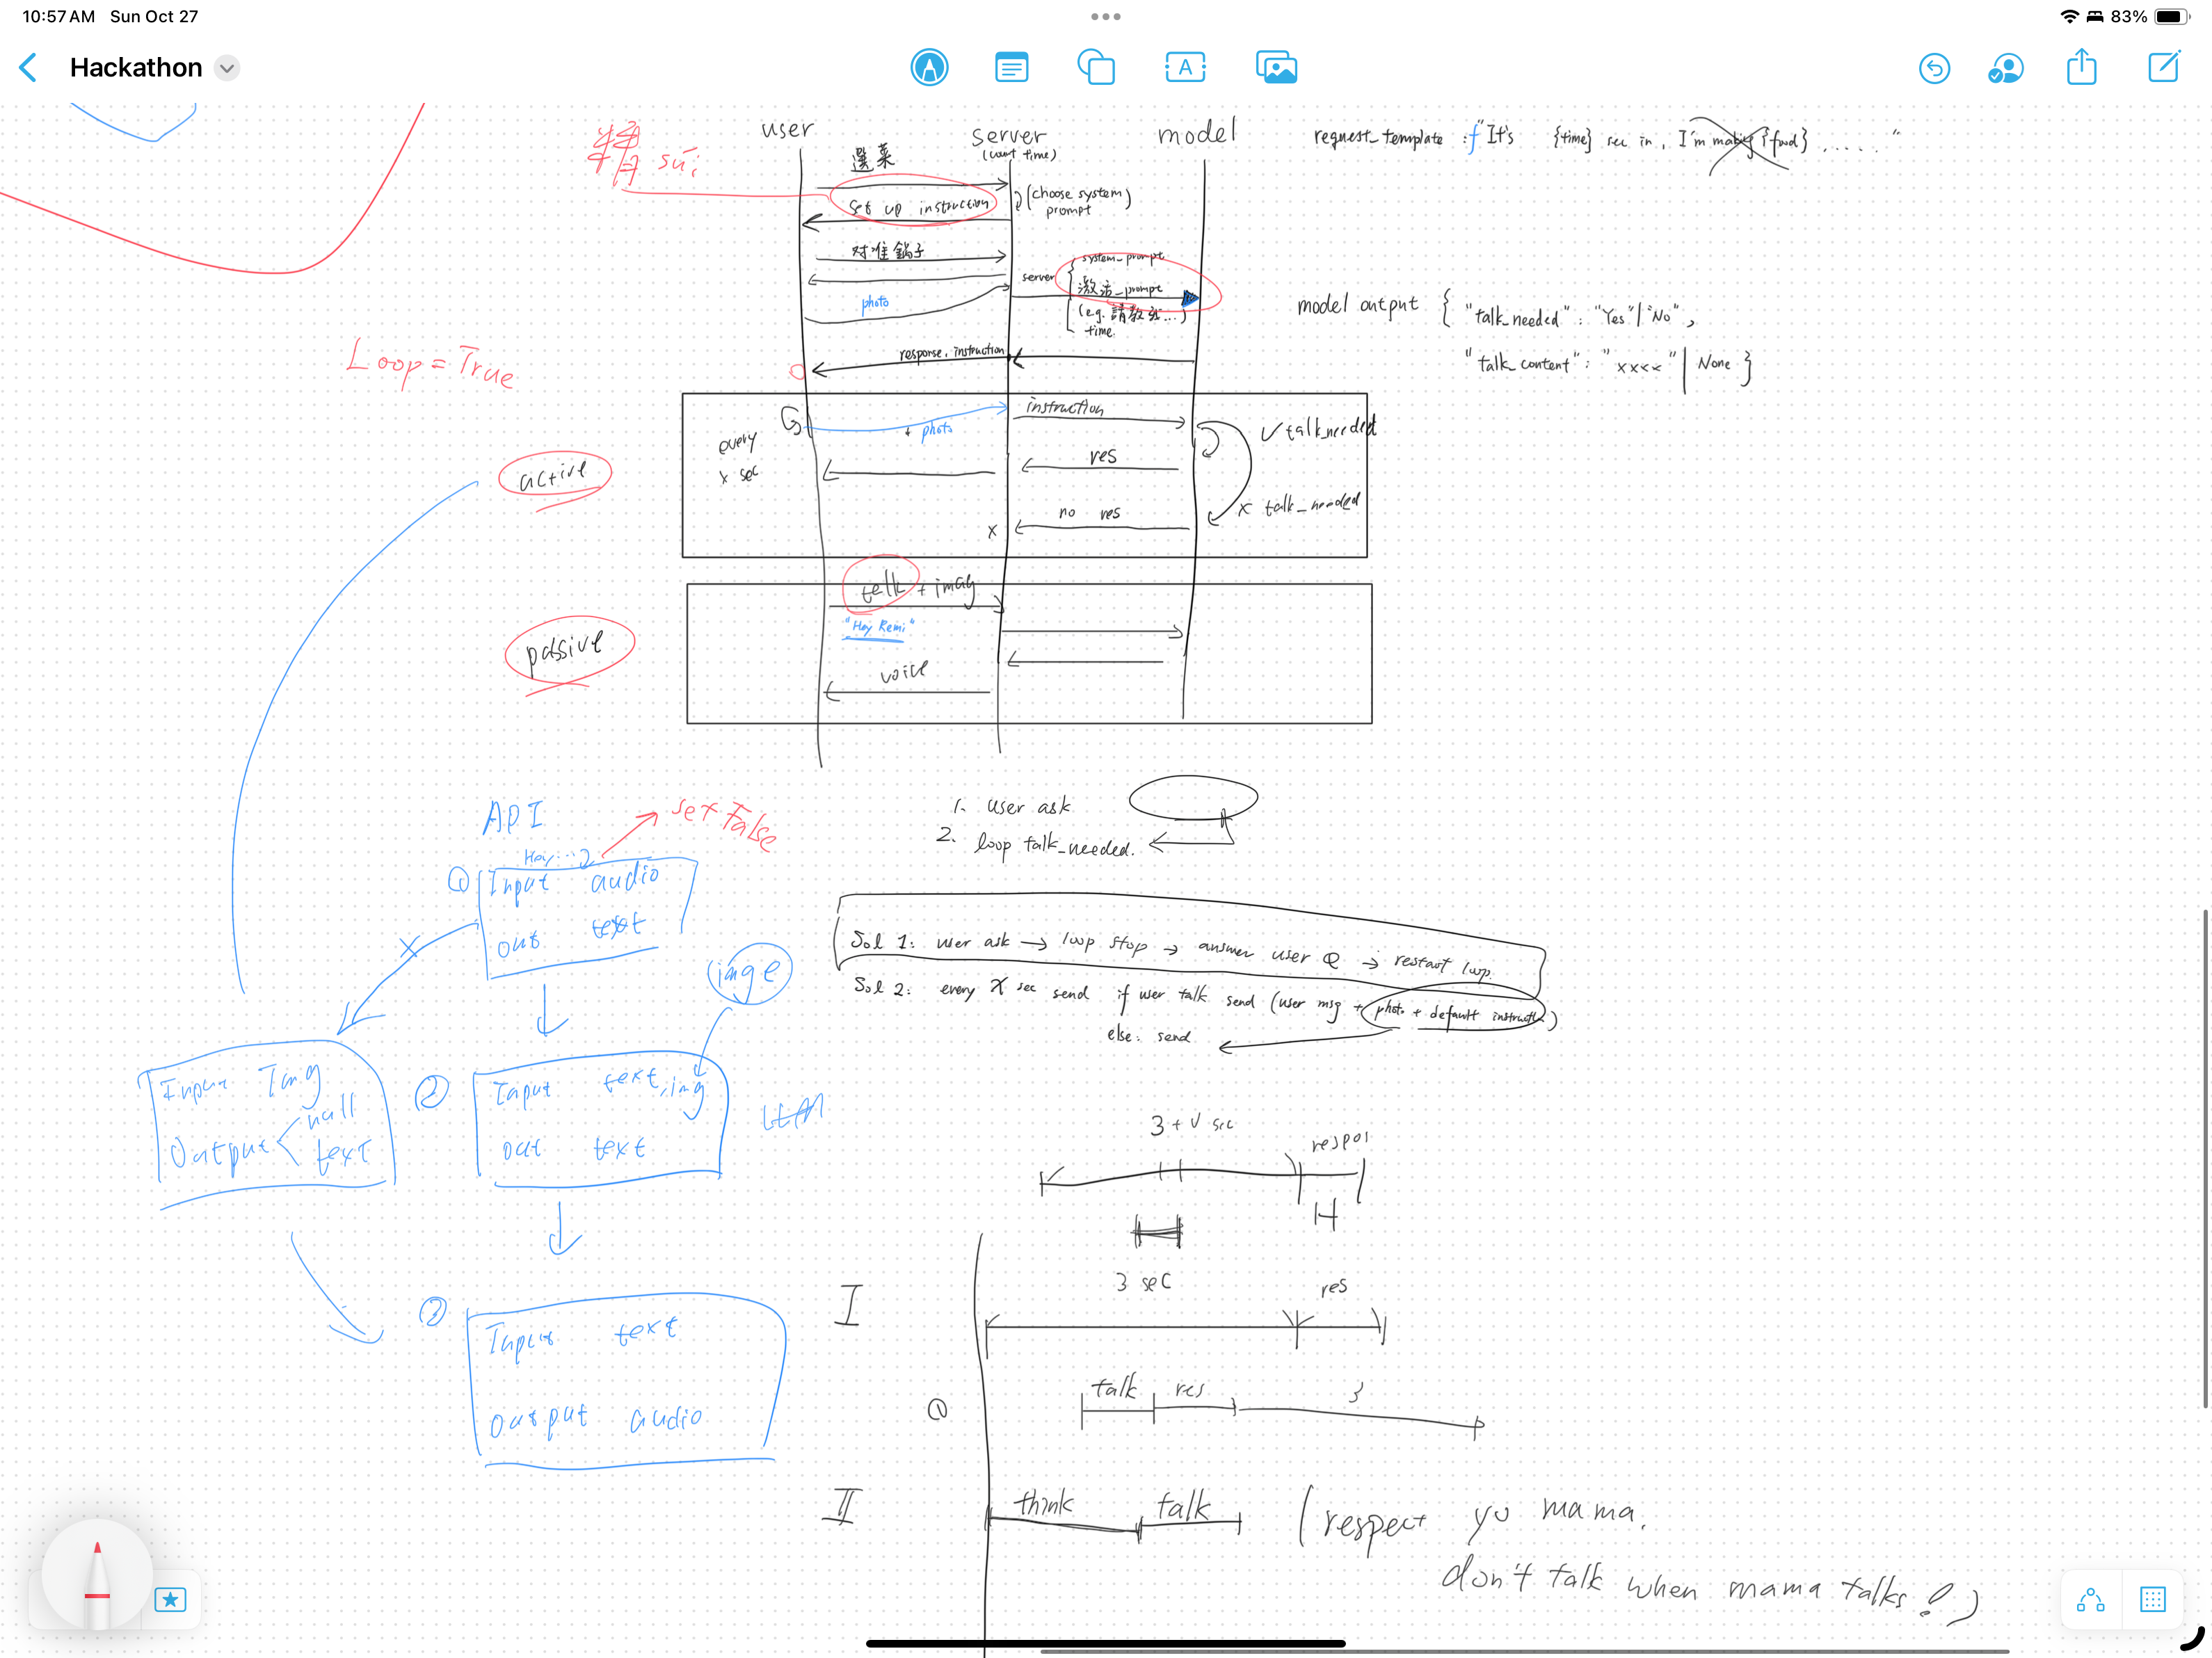 10:57 AM Sun Oct 27
83%
Hackathon
user
server
(count time)
model
request_template : f"It's {time} sec in, I'm making {food} ....."
精 sui
選菜
(choose system
prompt
set up instruction
对准鍋子
server
system_prompt
激活_prompt
(e.g. 請教我...)
time
photo
model output { "talk_needed" : "Yes" | "No" ,
"talk_content" : " xxxx " | None }
response, instruction
Loop = True
instruction
+ photo
every
x sec
✓ talk_needed
res
active
x talk_needed
no res
x
talk + imag
"Hey Remi"
passive
voice
API
set False
1. user ask
2. loop talk_needed.
Hey...
① Input audio
out text
image
Sol 1: user ask → loop stop → answer user Q → restart loop.
Sol 2: every X sec send if user talk send (user msg + photo + default instruct )
else: send
Input Img
Output < null
text
② Input text, img
out text
3 + sec
respo
3 sec
res
I
Input text
Output audio
talk res 3
①
II
think talk
(respect yo mama.
don't talk when mama talks!)